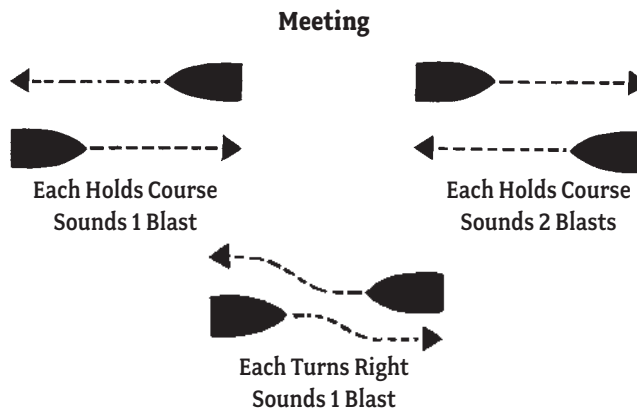 Meeting
Each Holds Course
Sounds 1 Blast
Each Holds Course
Sounds 2 Blasts
Each Turns Right
Sounds 1 Blast